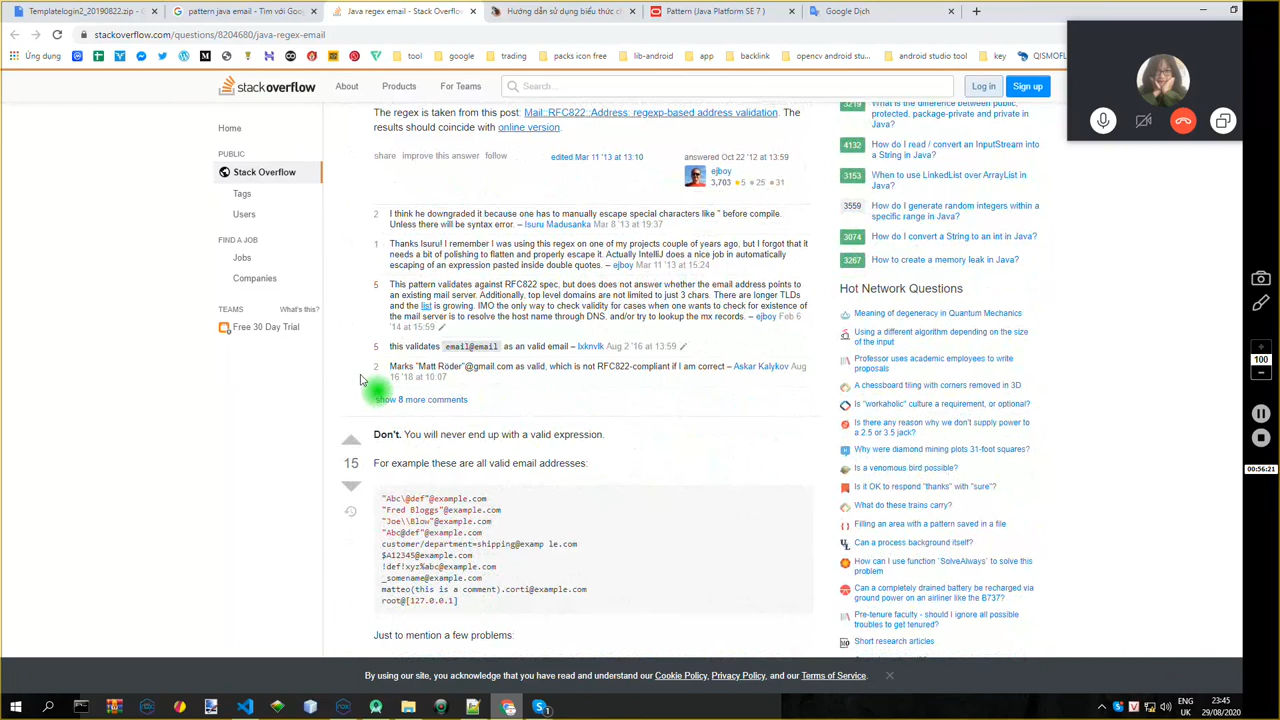 Templatelogin2_20190822.zip - G
pattern java email - Tìm với Goo
Java regex email - Stack Overflo
Hướng dẫn sử dụng biểu thức ch
Pattern (Java Platform SE 7 )
Google Dịch
stackoverflow.com/questions/8204680/java-regex-email
Ứng dụng
tool
google
trading
packs icon free
lib-android
app
backlink
opencv android stu...
android studio tool
key
QISMOFL
stackoverflow
About
Products
For Teams
Search...
Log in
Sign up
Home
PUBLIC
Stack Overflow
Tags
Users
FIND A JOB
Jobs
Companies
TEAMS
What's this?
Free 30 Day Trial
The regex is taken from this post: Mail::RFC822::Address: regexp-based address validation. The
results should coincide with online version.
share improve this answer follow
edited Mar 11 '13 at 13:10
answered Oct 22 '12 at 13:59
ejboy
3,703 5 25 31
2 I think he downgraded it because one has to manually escape special characters like " before compile.
Unless there will be syntax error. – Isuru Madusanka Mar 8 '13 at 19:37
1 Thanks Isuru! I remember I was using this regex on one of my projects couple of years ago, but I forgot that it
needs a bit of polishing to flatten and properly escape it. Actually IntelliJ does a nice job in automatically
escaping of an expression pasted inside double quotes. – ejboy Mar 11 '13 at 15:24
5 This pattern validates against RFC822 spec, but does does not answer whether the email address points to
an existing mail server. Additionally, top level domains are not limited to just 3 chars. There are longer TLDs
and the list is growing. IMO the only way to check validity for cases when one wants to check for existence of
the mail server is to resolve the host name through DNS, and/or try to lookup the mx records. – ejboy Feb 6
'14 at 15:59
5 this validates email@email as an valid email – lxknvlk Aug 2 '16 at 13:59
2 Marks "Matt Röder"@gmail.com as valid, which is not RFC822-compliant if I am correct – Askar Kalykov Aug
16 '18 at 10:07
show 8 more comments
Don't. You will never end up with a valid expression.
15
For example these are all valid email addresses:
"Abc\@def"@example.com
"Fred Bloggs"@example.com
"Joe\\Blow"@example.com
"Abc@def"@example.com
customer/department=shipping@examp le.com
$A12345@example.com
!def!xyz%abc@example.com
_somename@example.com
matteo(this is a comment).corti@example.com
root@[127.0.0.1]
Just to mention a few problems:
3219 What is the difference between public,
protected, package-private and private in
Java?
4132 How do I read / convert an InputStream into
a String in Java?
3153 When to use LinkedList over ArrayList in
Java?
3559 How do I generate random integers within a
specific range in Java?
3074 How do I convert a String to an int in Java?
3267 How to create a memory leak in Java?
Hot Network Questions
Meaning of degeneracy in Quantum Mechanics
Using a different algorithm depending on the size
of the input
Professor uses academic employees to write
proposals
A chessboard tiling with corners removed in 3D
Is "workaholic" culture a requirement, or optional?
Is there any reason why we don't supply power to
a 2.5 or 3.5 jack?
Why were diamond mining plots 31-foot squares?
Is a venomous bird possible?
Is it OK to respond "thanks" with "sure"?
What do these trains carry?
Filling an area with a pattern saved in a file
Can a process background itself?
How can I use function `SolveAlways` to solve this
problem
Can a completely drained battery be recharged via
ground power on an airliner like the B737?
Pre-tenure faculty - should I ignore all possible
troubles to get tenured?
Short research articles
By using our site, you acknowledge that you have read and understand our Cookie Policy, Privacy Policy, and our Terms of Service.
100
00:56:21
ENG
UK
23:45
29/08/2020